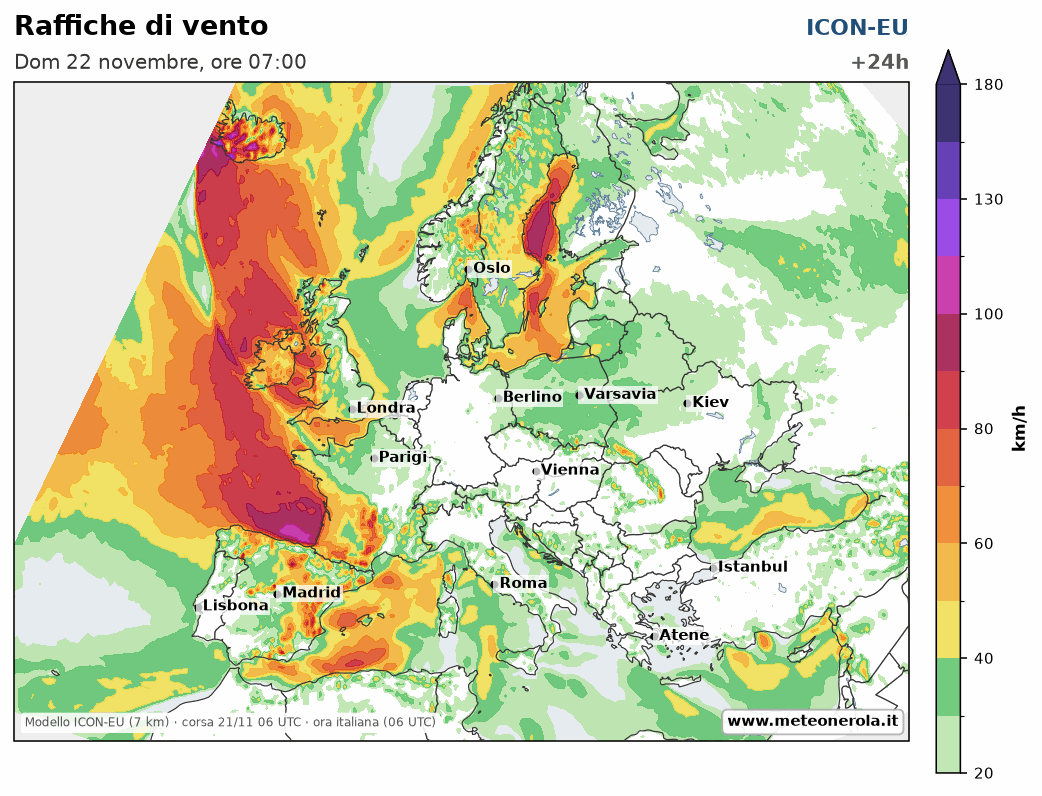 Raffiche di vento
ICON-EU
Dom 22 novembre, ore 07:00
+24h
180
130
100
80
60
40
20
km/h
Oslo
Londra
Berlino
Varsavia
Kiev
Parigi
Vienna
Istanbul
Roma
Madrid
Lisbona
Atene
Modello ICON-EU (7 km) · corsa 21/11 06 UTC · ora italiana (06 UTC)
www.meteonerola.it